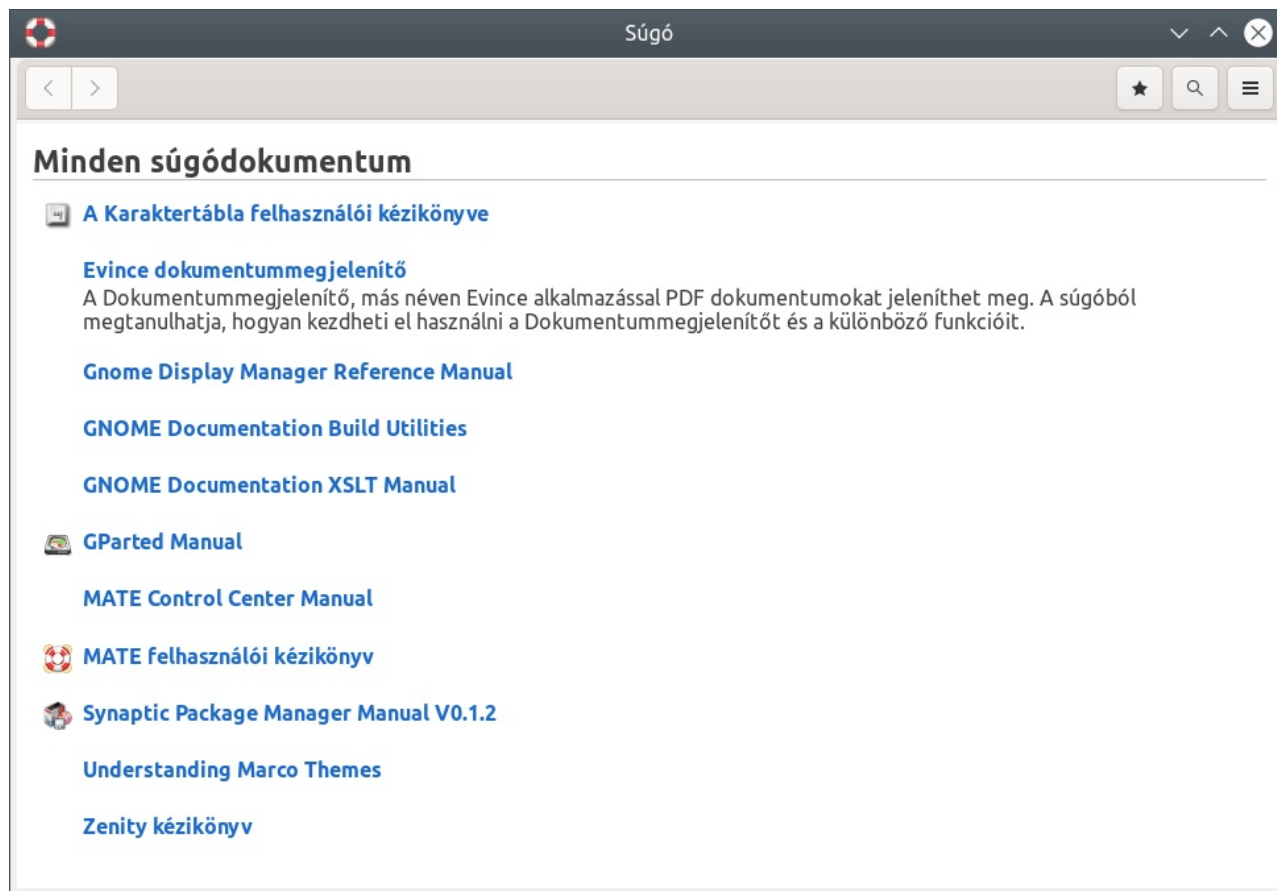 Súgó
Minden súgódokumentum
A Karaktertábla felhasználói kézikönyve
Evince dokumentummegjelenítő
A Dokumentummegjelenítő, más néven Evince alkalmazással PDF dokumentumokat jeleníthet meg. A súgóból
megtanulhatja, hogyan kezdheti el használni a Dokumentummegjelenítőt és a különböző funkcióit.
Gnome Display Manager Reference Manual
GNOME Documentation Build Utilities
GNOME Documentation XSLT Manual
GParted Manual
MATE Control Center Manual
MATE felhasználói kézikönyv
Synaptic Package Manager Manual V0.1.2
Understanding Marco Themes
Zenity kézikönyv